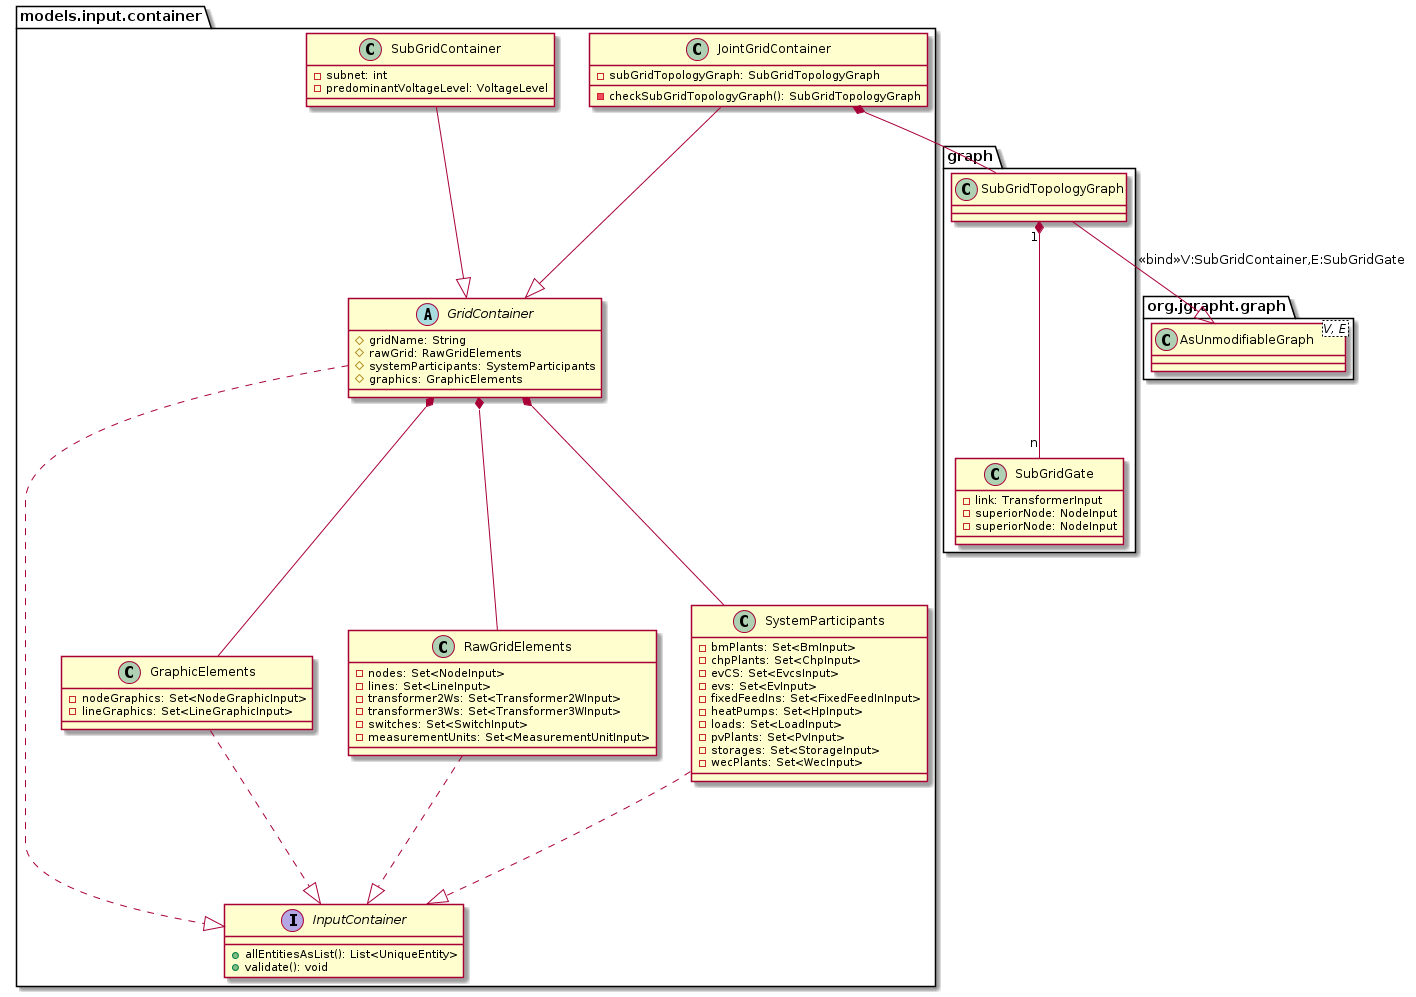 models.input.container
C SubGridContainer
subnet: int
predominantVoltageLevel: VoltageLevel
C JointGridContainer
subGridTopologyGraph: SubGridTopologyGraph
checkSubGridTopologyGraph(): SubGridTopologyGraph
graph
C SubGridTopologyGraph
1
n
«bind»V:SubGridContainer,E:SubGridGate
org.jgrapht.graph
C AsUnmodifiableGraph
V, E
A GridContainer
gridName: String
rawGrid: RawGridElements
systemParticipants: SystemParticipants
graphics: GraphicElements
C SubGridGate
link: TransformerInput
superiorNode: NodeInput
superiorNode: NodeInput
C GraphicElements
nodeGraphics: Set<NodeGraphicInput>
lineGraphics: Set<LineGraphicInput>
C RawGridElements
nodes: Set<NodeInput>
lines: Set<LineInput>
transformer2Ws: Set<Transformer2WInput>
transformer3Ws: Set<Transformer3WInput>
switches: Set<SwitchInput>
measurementUnits: Set<MeasurementUnitInput>
C SystemParticipants
bmPlants: Set<BmInput>
chpPlants: Set<ChpInput>
evCS: Set<EvcsInput>
evs: Set<EvInput>
fixedFeedIns: Set<FixedFeedInInput>
heatPumps: Set<HpInput>
loads: Set<LoadInput>
pvPlants: Set<PvInput>
storages: Set<StorageInput>
wecPlants: Set<WecInput>
I InputContainer
allEntitiesAsList(): List<UniqueEntity>
validate(): void